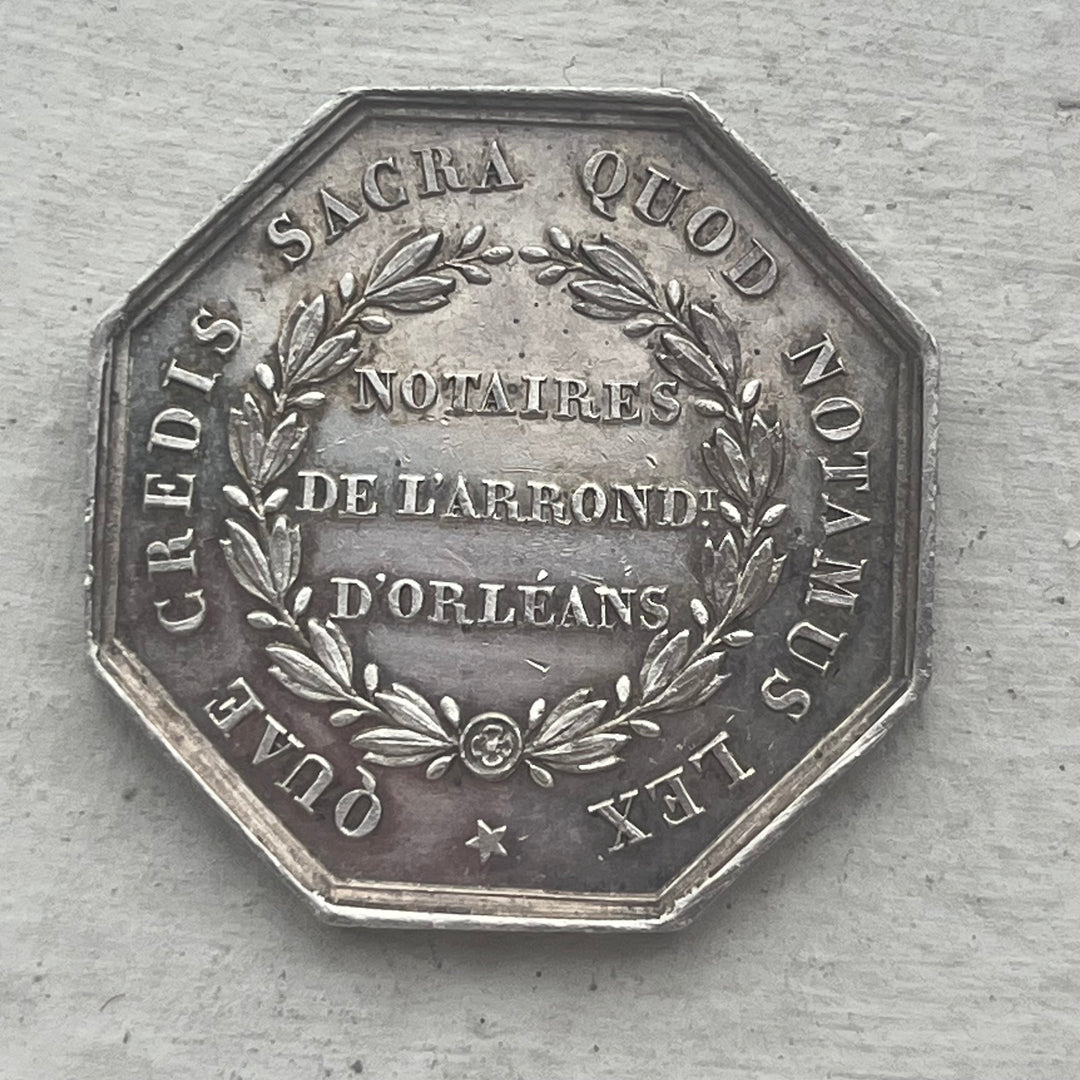 QUAE CREDIS SACRA QUOD NOTAMUS LEX
NOTAIRES
DE L'ARROND.T
D'ORLÉANS